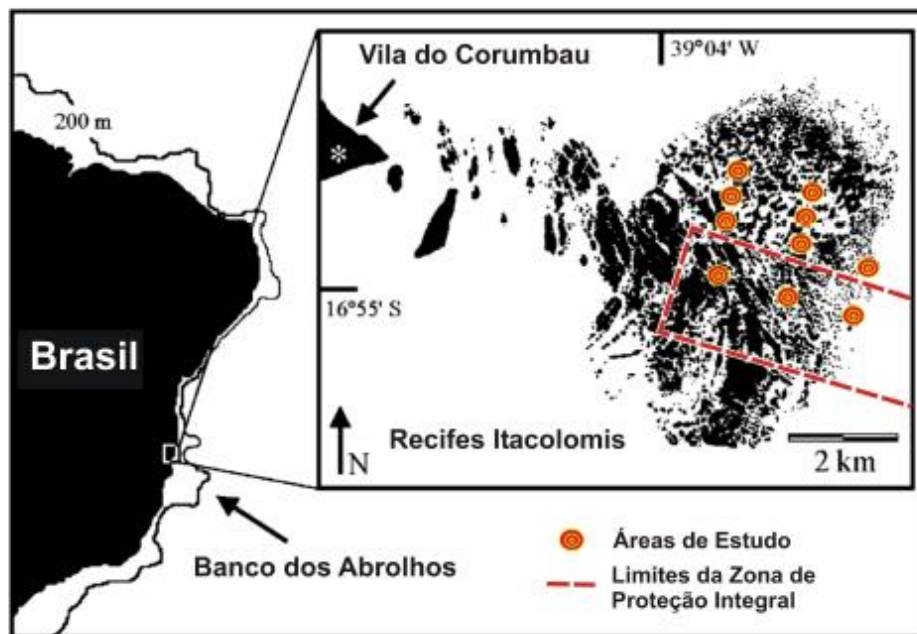 200 m
Brasil
Banco dos Abrolhos
Vila do Corumbau
39°04' W
16°55' S
N
Recifes Itacolomis
2 km
Áreas de Estudo
Limites da Zona de
Proteção Integral